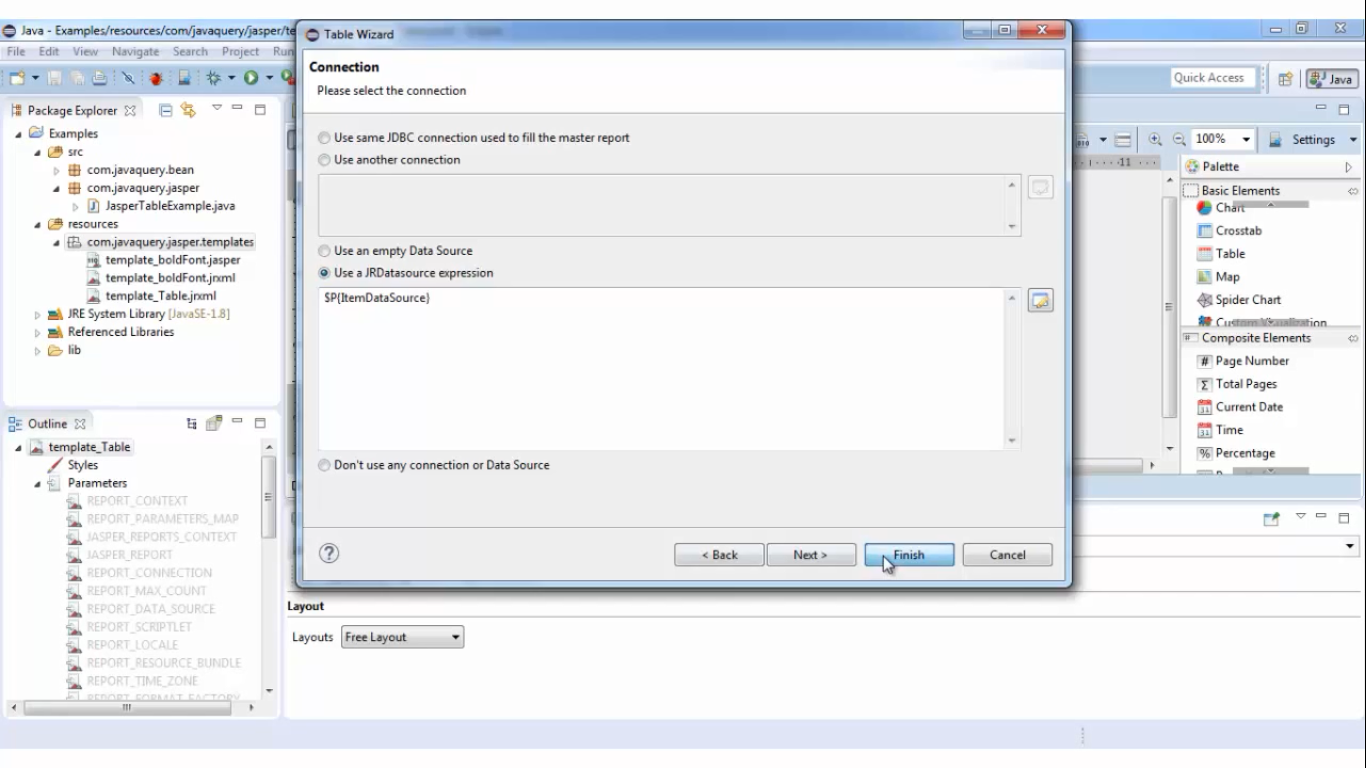 Java - Examples/resources/com/javaquery/jasper/te
File Edit View Navigate Search Project Run
Quick Access
Java
Package Explorer
Examples
src
com.javaquery.bean
com.javaquery.jasper
JasperTableExample.java
resources
com.javaquery.jasper.templates
template_boldFont.jasper
template_boldFont.jrxml
template_Table.jrxml
JRE System Library [JavaSE-1.8]
Referenced Libraries
lib
Outline
template_Table
Styles
Parameters
REPORT_CONTEXT
REPORT_PARAMETERS_MAP
JASPER_REPORTS_CONTEXT
JASPER_REPORT
REPORT_CONNECTION
REPORT_MAX_COUNT
REPORT_DATA_SOURCE
REPORT_SCRIPTLET
REPORT_LOCALE
REPORT_RESOURCE_BUNDLE
REPORT_TIME_ZONE
REPORT_FORMAT_FACTORY
Table Wizard
Connection
Please select the connection
Use same JDBC connection used to fill the master report
Use another connection
Use an empty Data Source
Use a JRDatasource expression
$P{ItemDataSource}
Don't use any connection or Data Source
< Back Next > Finish Cancel
Layout
Layouts Free Layout
100% Settings
11
Palette
Basic Elements
Chart
Crosstab
Table
Map
Spider Chart
Custom Visualization
Composite Elements
Page Number
Total Pages
Current Date
Time
Percentage